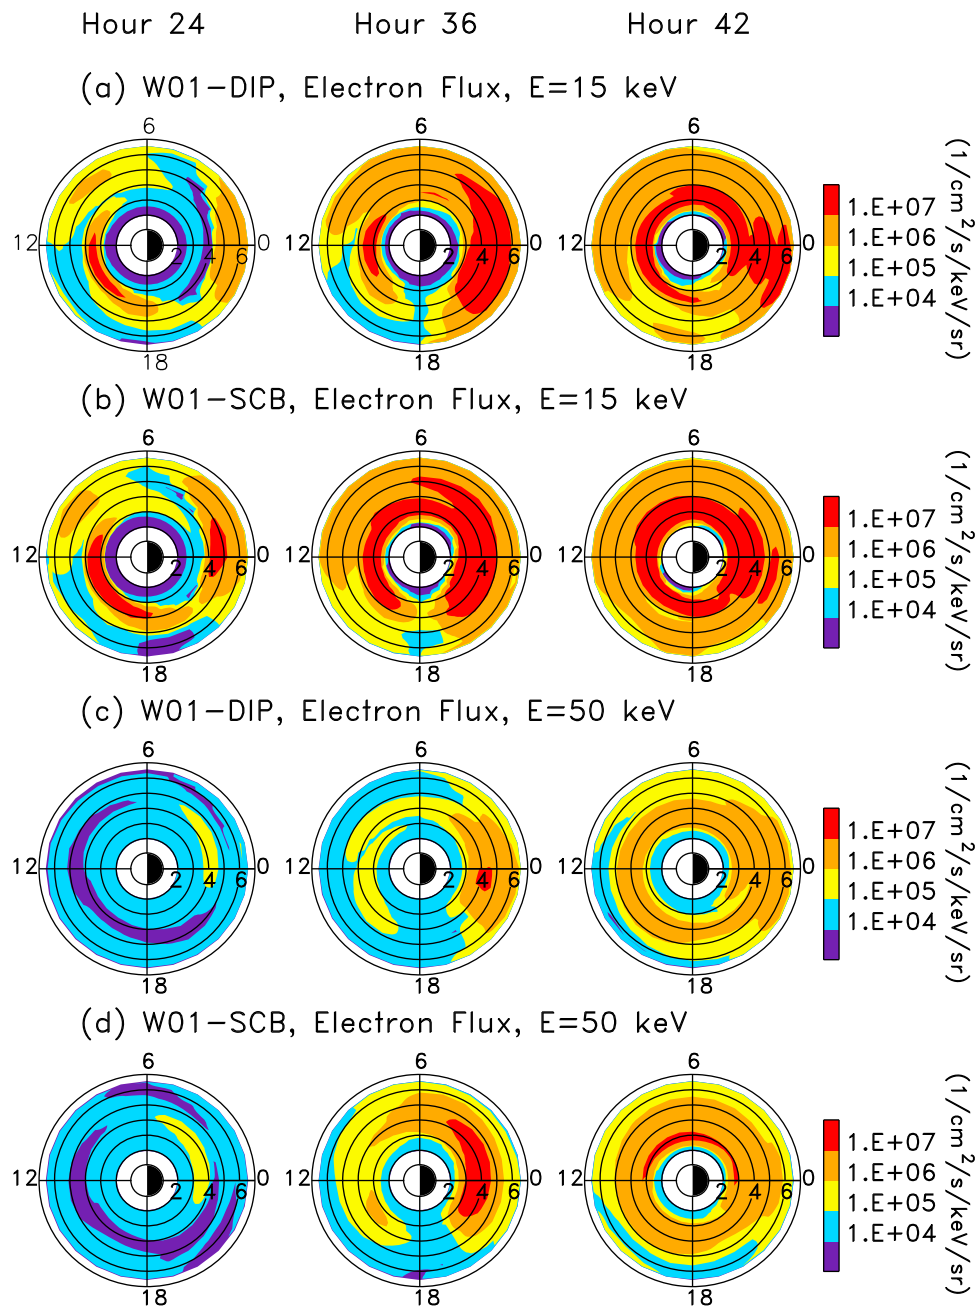 Hour 24 Hour 36 Hour 42
(a) W01-DIP, Electron Flux, E=15 keV
6 6 6
12 2 4 6 0 12 2 4 6 0 12 2 4 6 0
18 18 18
1.E+07
1.E+06
1.E+05
1.E+04
(1/cm²/s/keV/sr)
(b) W01-SCB, Electron Flux, E=15 keV
6 6 6
12 2 4 6 0 12 2 4 6 0 12 2 4 6 0
18 18 18
1.E+07
1.E+06
1.E+05
1.E+04
(1/cm²/s/keV/sr)
(c) W01-DIP, Electron Flux, E=50 keV
6 6 6
12 2 4 6 0 12 2 4 6 0 12 2 4 6 0
18 18 18
1.E+07
1.E+06
1.E+05
1.E+04
(1/cm²/s/keV/sr)
(d) W01-SCB, Electron Flux, E=50 keV
6 6 6
12 2 4 6 0 12 2 4 6 0 12 2 4 6 0
18 18 18
1.E+07
1.E+06
1.E+05
1.E+04
(1/cm²/s/keV/sr)